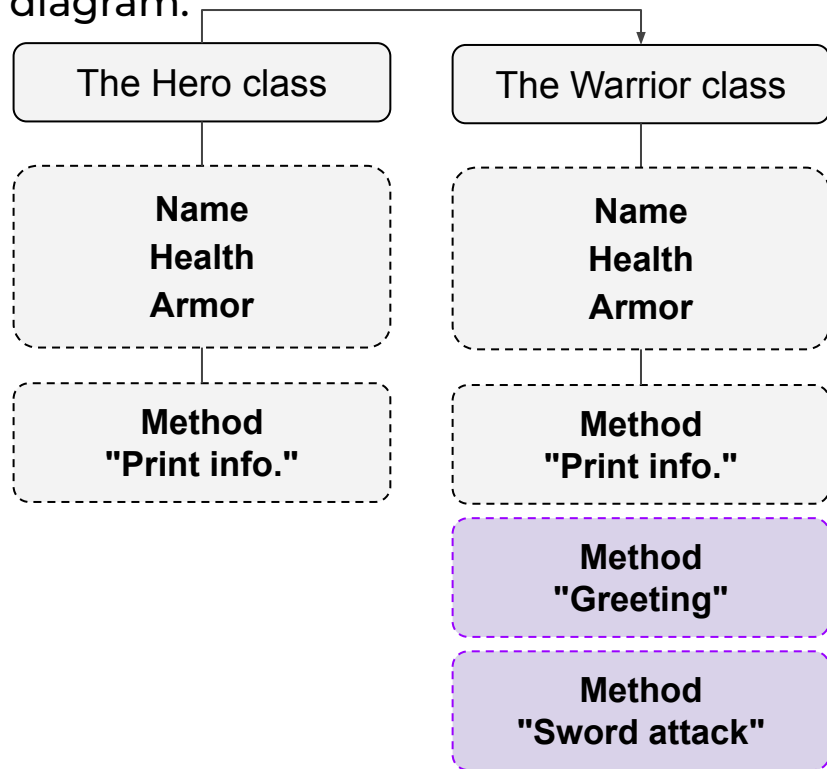 diagram.
The Hero class
Name
Health
Armor
Method
"Print info."
The Warrior class
Name
Health
Armor
Method
"Print info."
Method
"Greeting"
Method
"Sword attack"